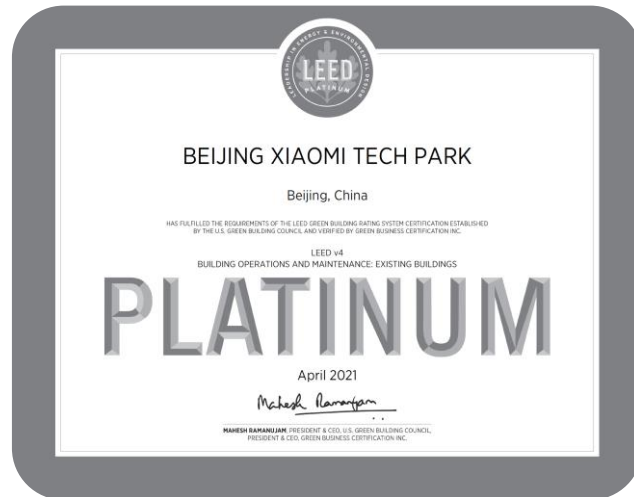 LEADERSHIP IN ENERGY & ENVIRONMENTAL DESIGN
LEED
PLATINUM
BEIJING XIAOMI TECH PARK
Beijing, China
HAS FULFILLED THE REQUIREMENTS OF THE LEED GREEN BUILDING RATING SYSTEM CERTIFICATION ESTABLISHED
BY THE U.S. GREEN BUILDING COUNCIL AND VERIFIED BY GREEN BUSINESS CERTIFICATION INC.
LEED v4
BUILDING OPERATIONS AND MAINTENANCE: EXISTING BUILDINGS
PLATINUM
April 2021
Mahesh Ramanujam
MAHESH RAMANUJAM, PRESIDENT & CEO, U.S. GREEN BUILDING COUNCIL,
PRESIDENT & CEO, GREEN BUSINESS CERTIFICATION INC.